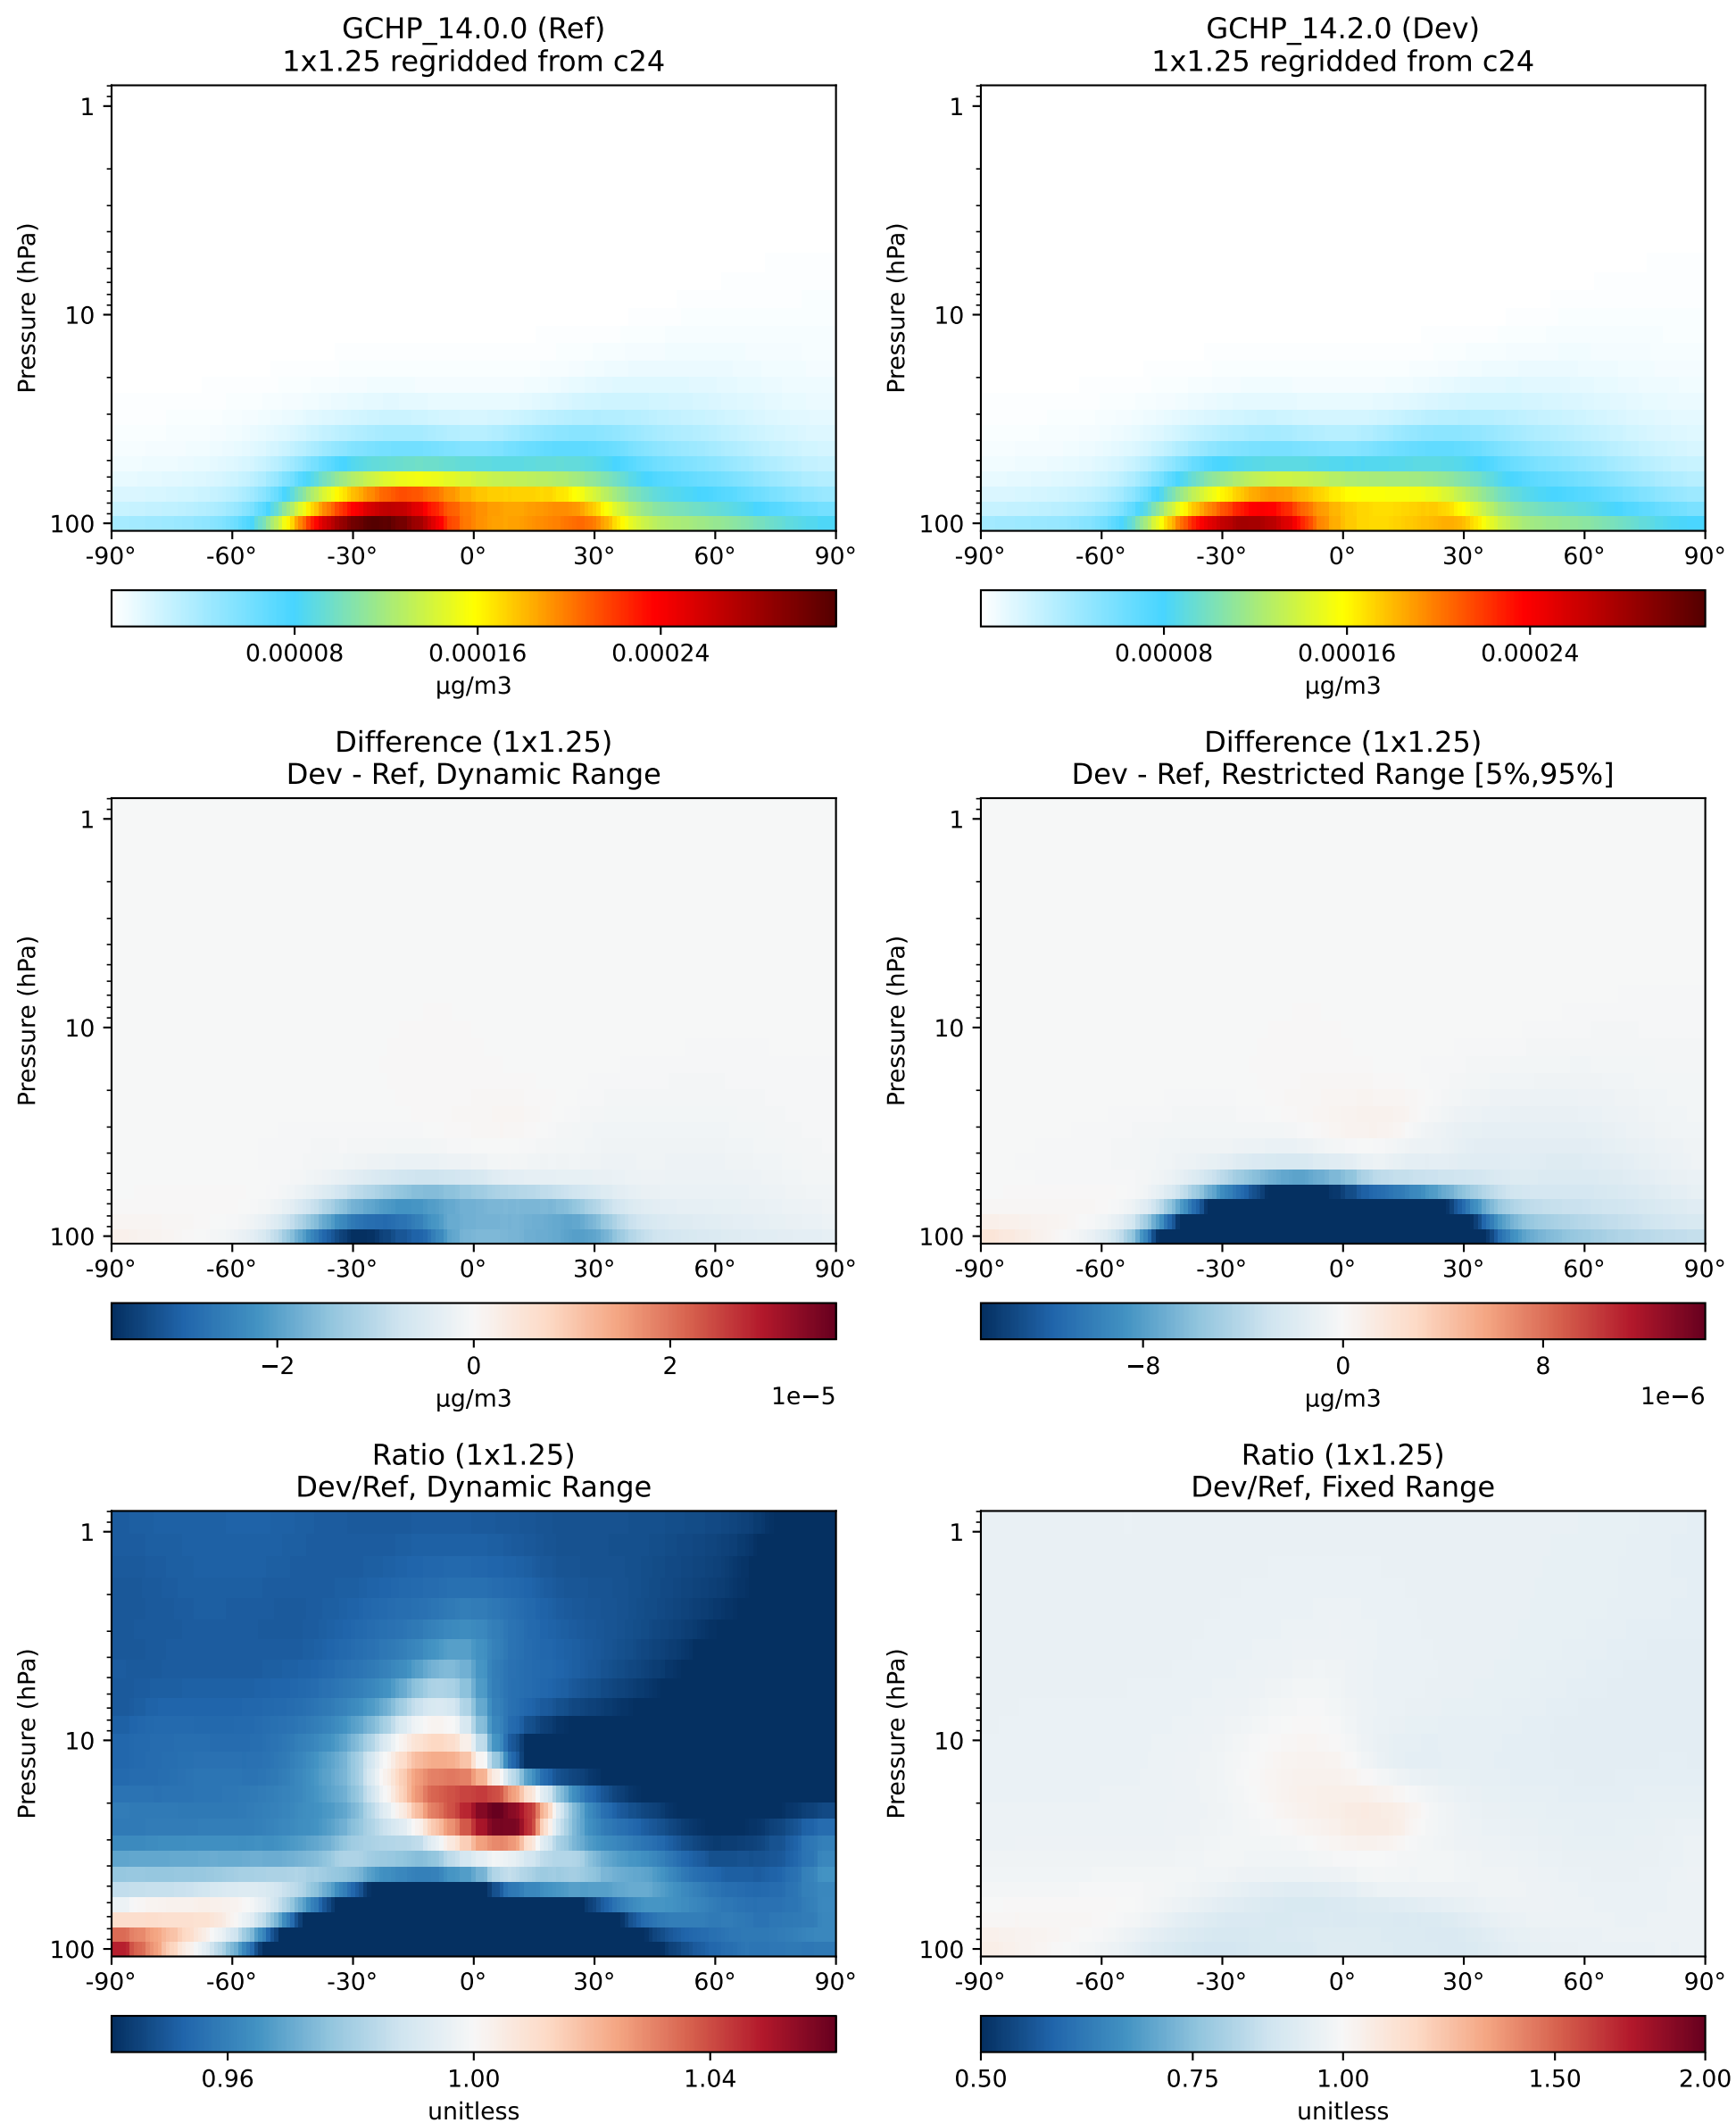 GCHP_14.0.0 (Ref)
1x1.25 regridded from c24
1
10
100
Pressure (hPa)
-90° -60° -30° 0° 30° 60° 90°
0.00008 0.00016 0.00024
µg/m3
GCHP_14.2.0 (Dev)
1x1.25 regridded from c24
1
10
100
Pressure (hPa)
-90° -60° -30° 0° 30° 60° 90°
0.00008 0.00016 0.00024
µg/m3
Difference (1x1.25)
Dev - Ref, Dynamic Range
1
10
100
Pressure (hPa)
-90° -60° -30° 0° 30° 60° 90°
−2 0 2
µg/m3 1e−5
Difference (1x1.25)
Dev - Ref, Restricted Range [5%,95%]
1
10
100
Pressure (hPa)
-90° -60° -30° 0° 30° 60° 90°
−8 0 8
µg/m3 1e−6
Ratio (1x1.25)
Dev/Ref, Dynamic Range
1
10
100
Pressure (hPa)
-90° -60° -30° 0° 30° 60° 90°
0.96 1.00 1.04
unitless
Ratio (1x1.25)
Dev/Ref, Fixed Range
1
10
100
Pressure (hPa)
-90° -60° -30° 0° 30° 60° 90°
0.50 0.75 1.00 1.50 2.00
unitless